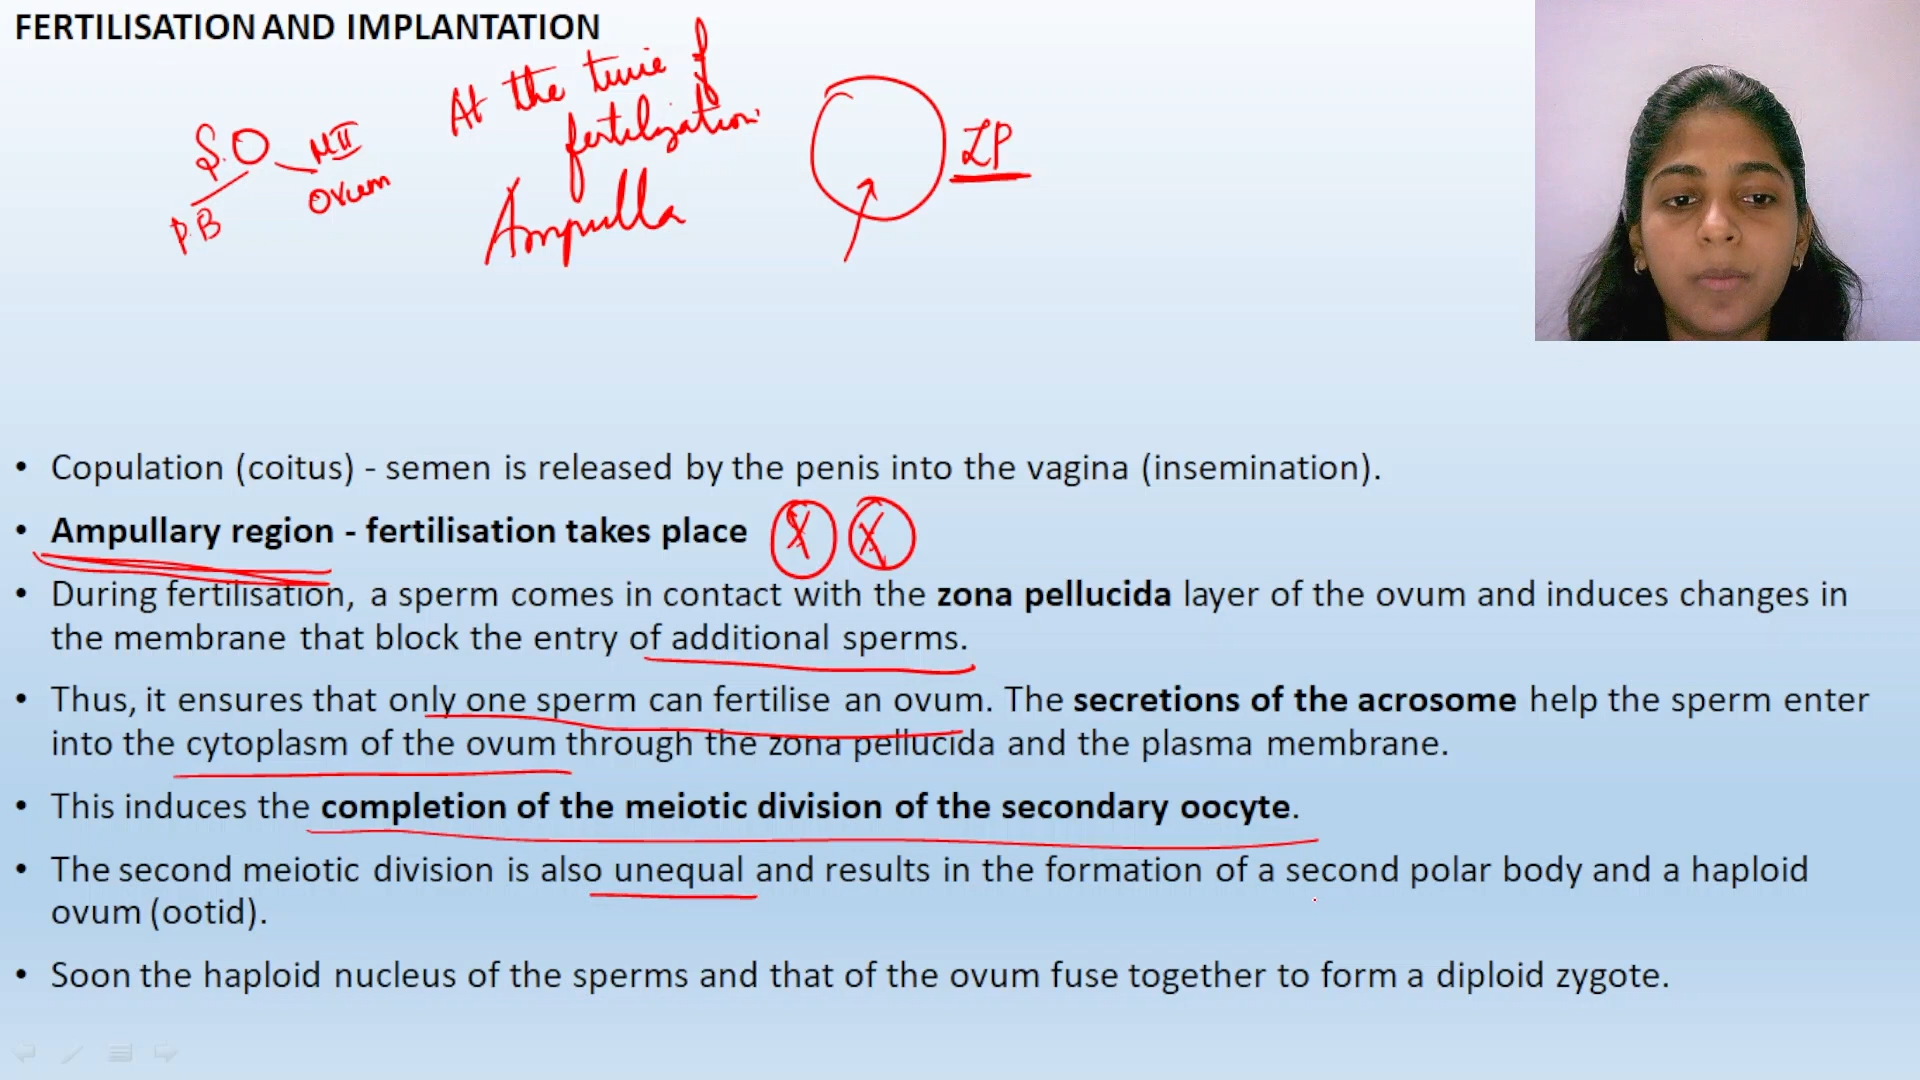 FERTILISATION AND IMPLANTATION
At the time of
fertilization
S.O MII
Ovum
P.B
Ampulla
ZP
• Copulation (coitus) - semen is released by the penis into the vagina (insemination).
• Ampullary region - fertilisation takes place
• During fertilisation, a sperm comes in contact with the zona pellucida layer of the ovum and induces changes in
the membrane that block the entry of additional sperms.
• Thus, it ensures that only one sperm can fertilise an ovum. The secretions of the acrosome help the sperm enter
into the cytoplasm of the ovum through the zona pellucida and the plasma membrane.
• This induces the completion of the meiotic division of the secondary oocyte.
• The second meiotic division is also unequal and results in the formation of a second polar body and a haploid
ovum (ootid).
• Soon the haploid nucleus of the sperms and that of the ovum fuse together to form a diploid zygote.